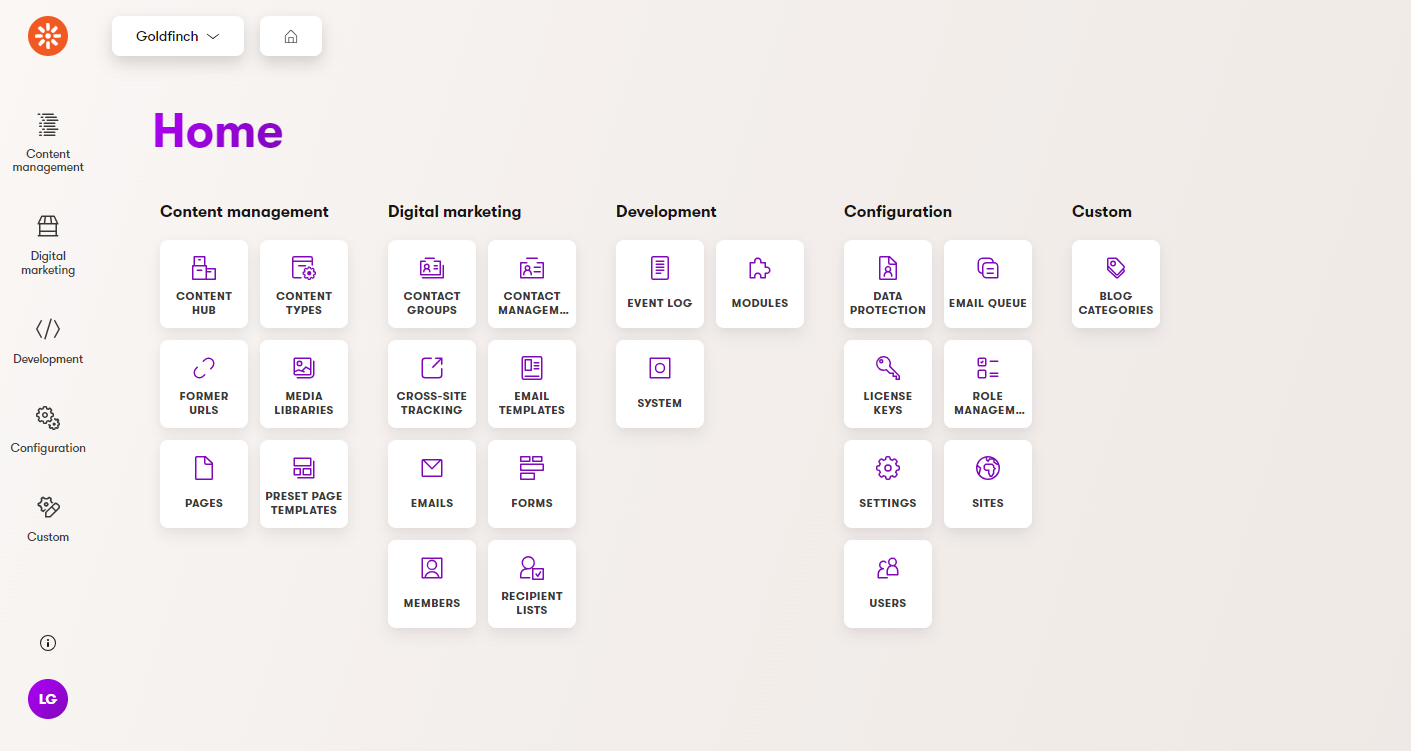 Goldfinch
Content
management
Digital
marketing
Development
Configuration
Custom
LG
Home
Content management
CONTENT
HUB
CONTENT
TYPES
FORMER
URLS
MEDIA
LIBRARIES
PAGES
PRESET PAGE
TEMPLATES
Digital marketing
CONTACT
GROUPS
CONTACT
MANAGEM...
CROSS-SITE
TRACKING
EMAIL
TEMPLATES
EMAILS
FORMS
MEMBERS
RECIPIENT
LISTS
Development
EVENT LOG
MODULES
SYSTEM
Configuration
DATA
PROTECTION
EMAIL QUEUE
LICENSE
KEYS
ROLE
MANAGEM...
SETTINGS
SITES
USERS
Custom
BLOG
CATEGORIES